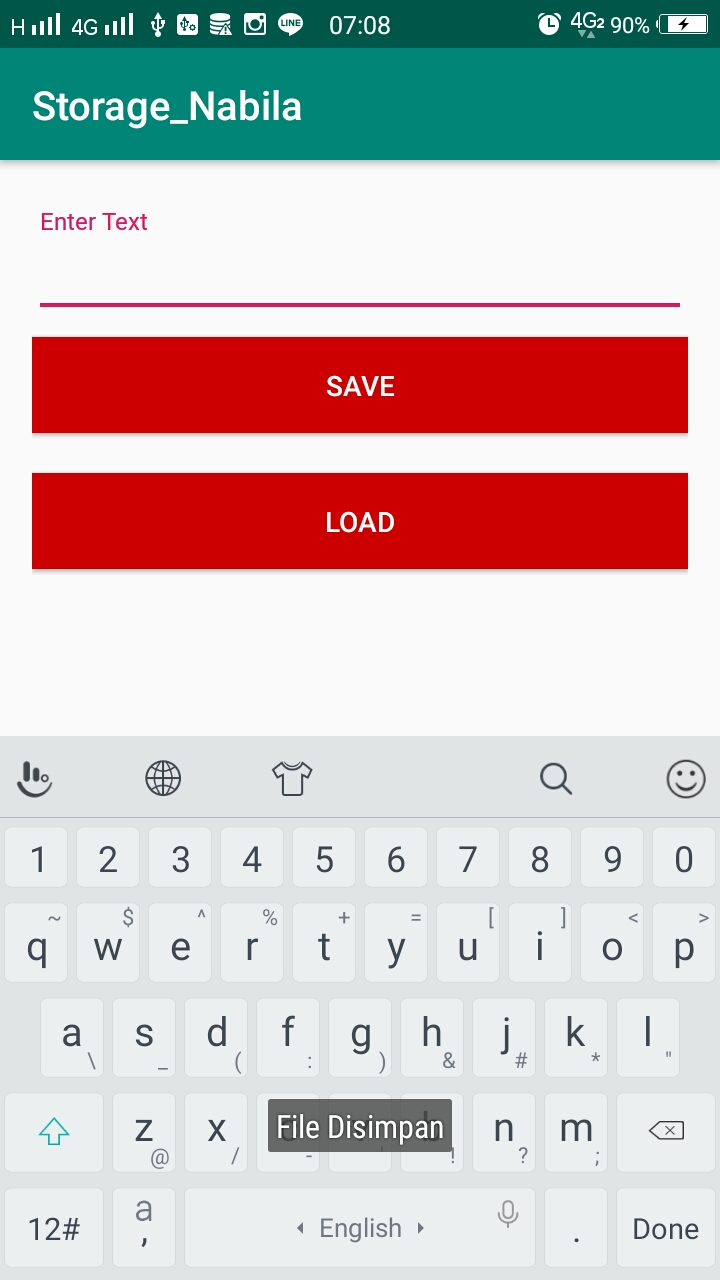 H 4G LINE 07:08 4G2 90%
Storage_Nabila
Enter Text
SAVE
LOAD
1 2 3 4 5 6 7 8 9 0
~ $ ^ % + = [ ] < >
q w e r t y u i o p
a s d f g h j k l
\ _ ( : ) & # * "
z x b n m
File Disimpan
@ / - ' ! ? ;
12# a , English . Done